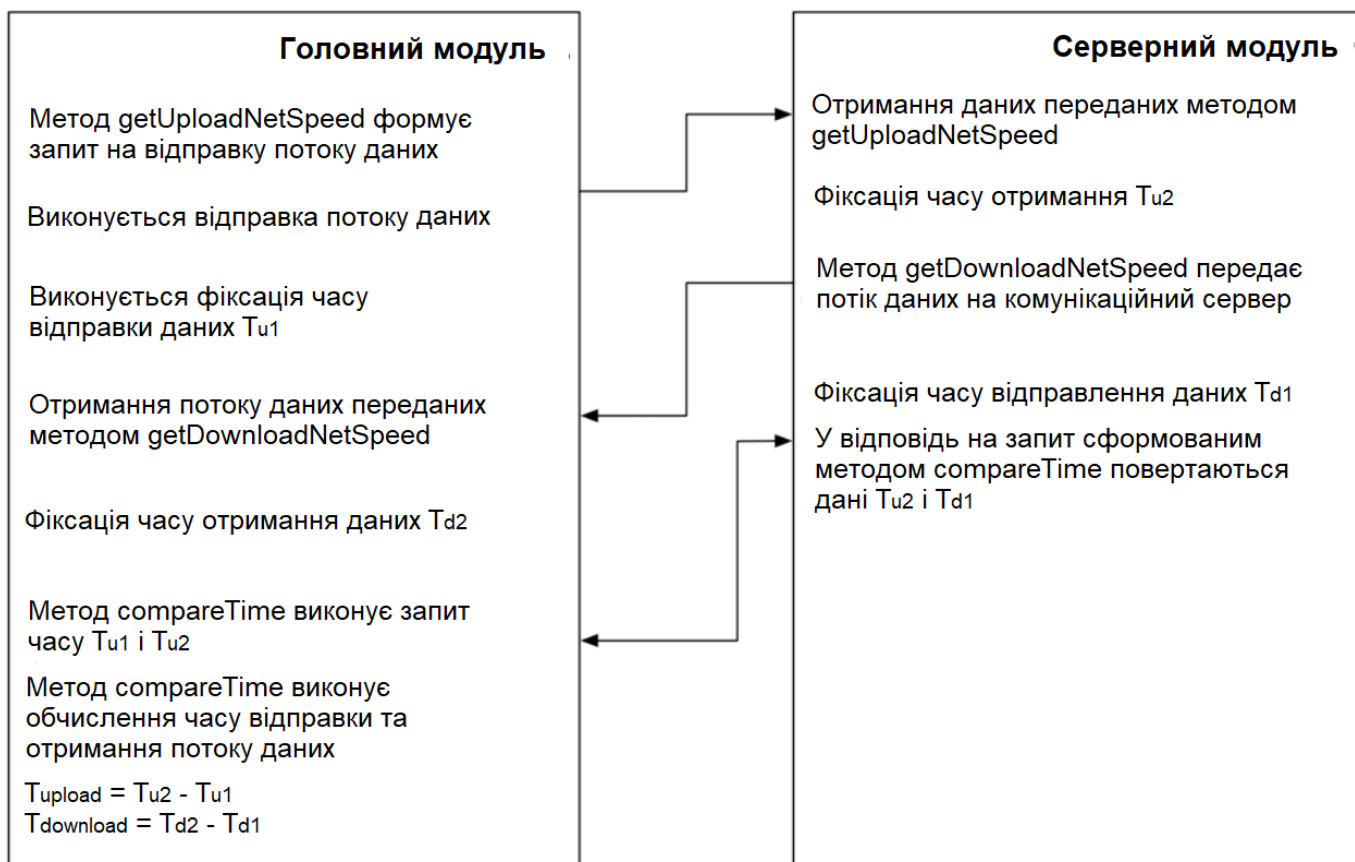 Головний модуль
Метод getUploadNetSpeed формує
запит на відправку потоку даних
Виконується відправка потоку даних
Виконується фіксація часу
відправки даних Tu1
Отримання потоку даних переданих
методом getDownloadNetSpeed
Фіксація часу отримання даних Td2
Метод compareTime виконує запит
часу Tu1 і Tu2
Метод compareTime виконує
обчислення часу відправки та
отримання потоку даних
Tupload = Tu2 - Tu1
Tdownload = Td2 - Td1
Серверний модуль
Отримання даних переданих методом
getUploadNetSpeed
Фіксація часу отримання Tu2
Метод getDownloadNetSpeed передає
потік даних на комунікаційний сервер
Фіксація часу відправлення даних Td1
У відповідь на запит сформованим
методом compareTime повертаються
дані Tu2 і Td1